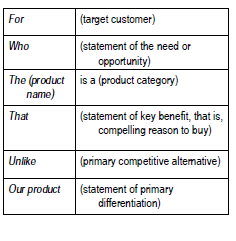 For (target customer)
Who (statement of the need or
opportunity)
The (product is a (product category)
name)
That (statement of key benefit, that is,
compelling reason to buy)
Unlike (primary competitive alternative)
Our product (statement of primary
differentiation)